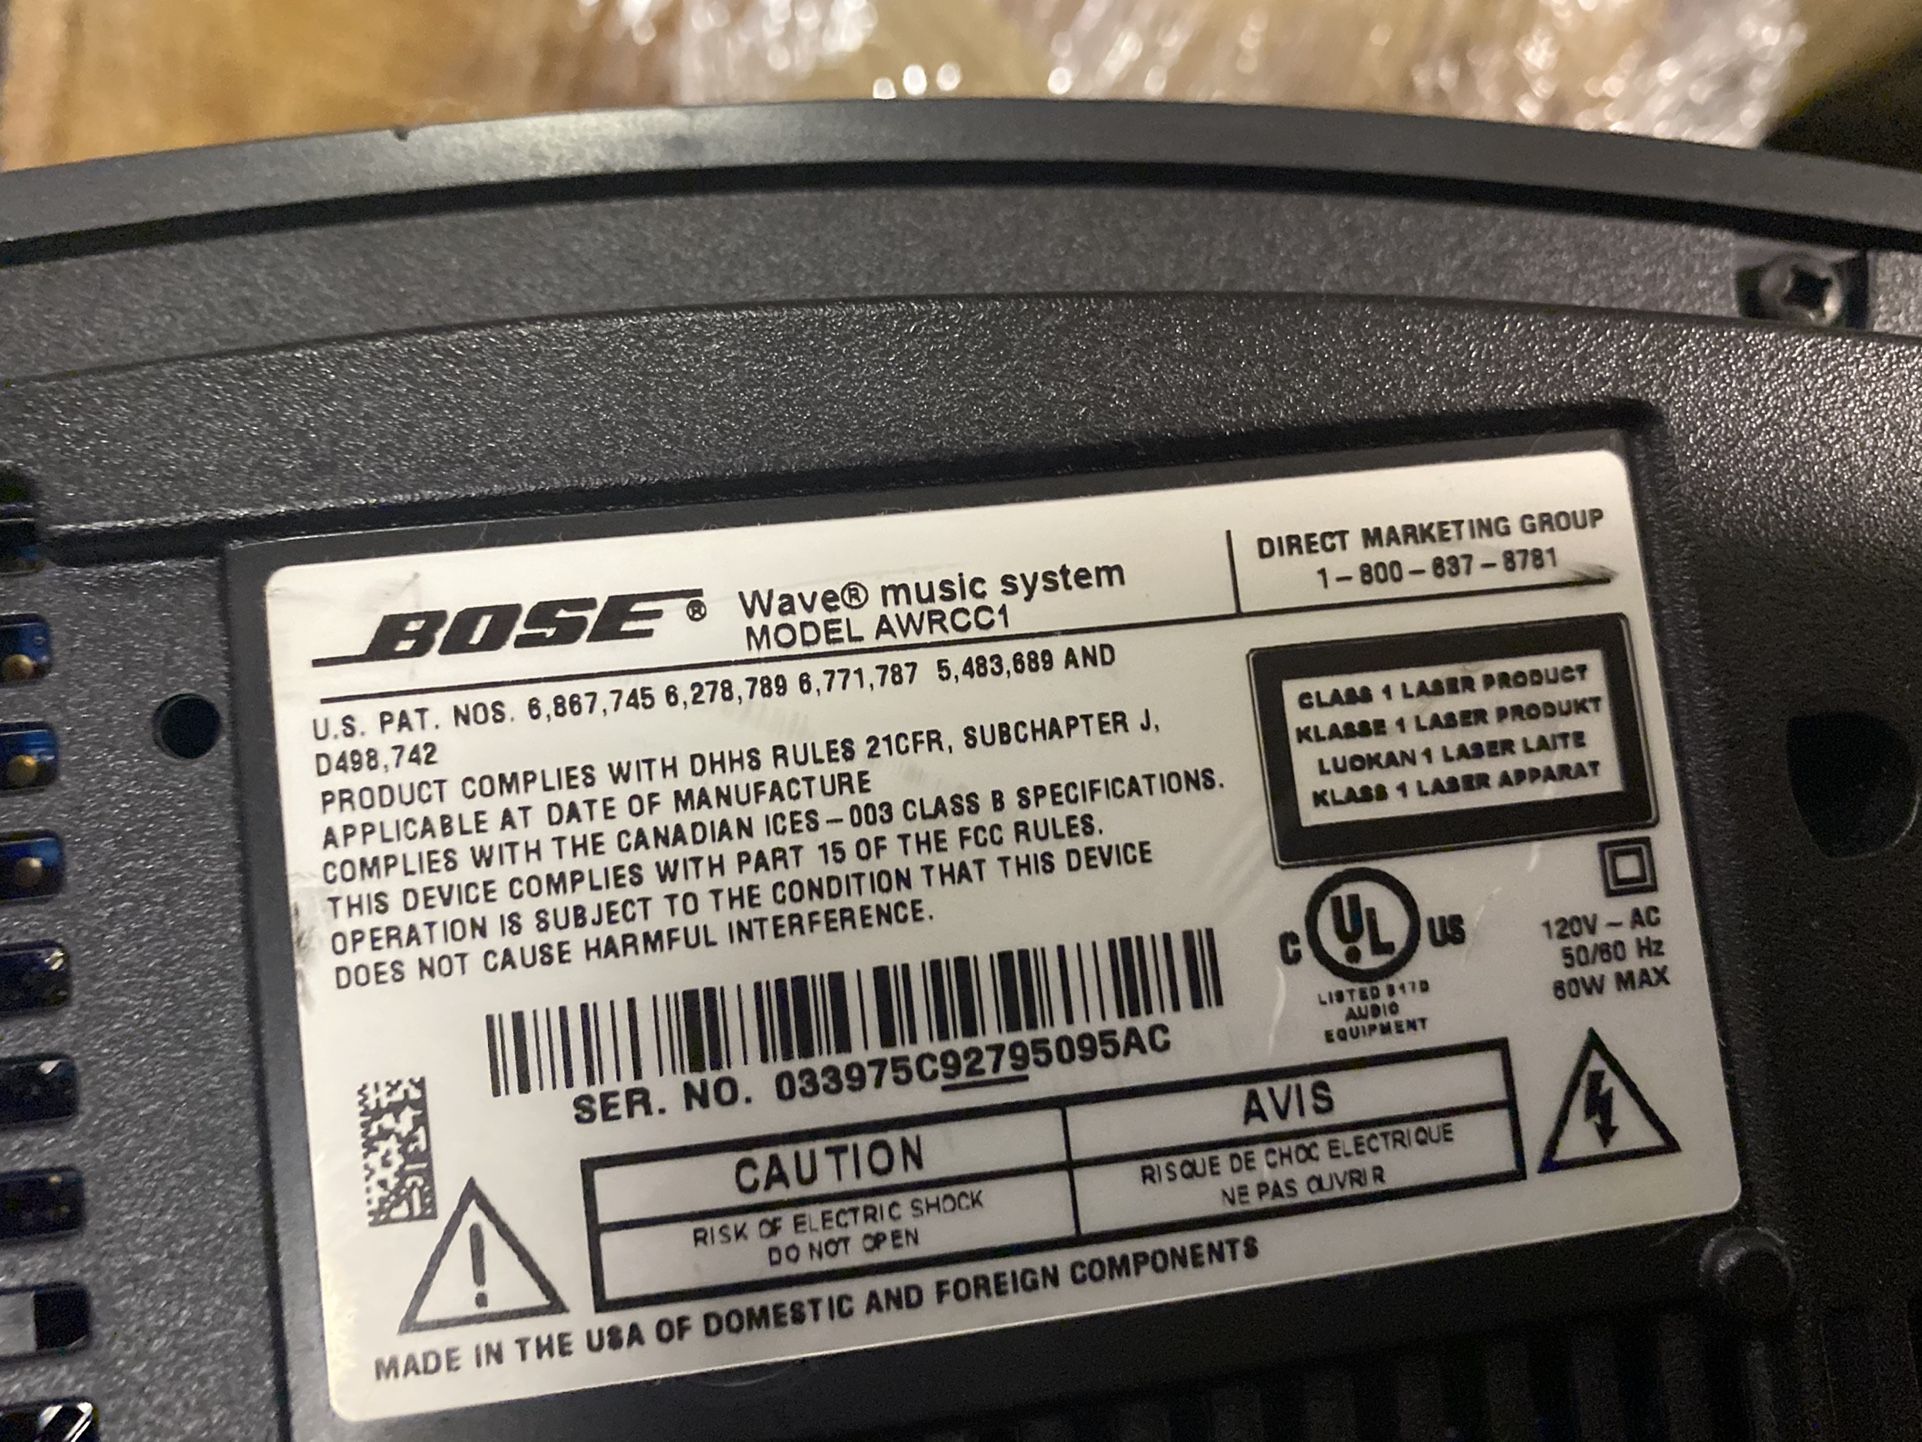 BOSE® Wave® music system
MODEL AWRCC1
DIRECT MARKETING GROUP
1-800-637-8781
U.S. PAT. NOS. 6,867,745 6,278,789 6,771,787 5,483,689 AND
D498,742
PRODUCT COMPLIES WITH DHHS RULES 21CFR, SUBCHAPTER J,
APPLICABLE AT DATE OF MANUFACTURE
COMPLIES WITH THE CANADIAN ICES-003 CLASS B SPECIFICATIONS.
THIS DEVICE COMPLIES WITH PART 15 OF THE FCC RULES.
OPERATION IS SUBJECT TO THE CONDITION THAT THIS DEVICE
DOES NOT CAUSE HARMFUL INTERFERENCE.
CLASS 1 LASER PRODUCT
KLASSE 1 LASER PRODUKT
LUOKAN 1 LASER LAITE
KLASS 1 LASER APPARAT
C UL US
LISTED
AUDIO
EQUIPMENT
120V ~ AC
50/60 Hz
60W MAX
SER. NO. 033975C92795095AC
CAUTION
RISK OF ELECTRIC SHOCK
DO NOT OPEN
AVIS
RISQUE DE CHOC ELECTRIQUE
NE PAS OUVRIR
MADE IN THE USA OF DOMESTIC AND FOREIGN COMPONENTS